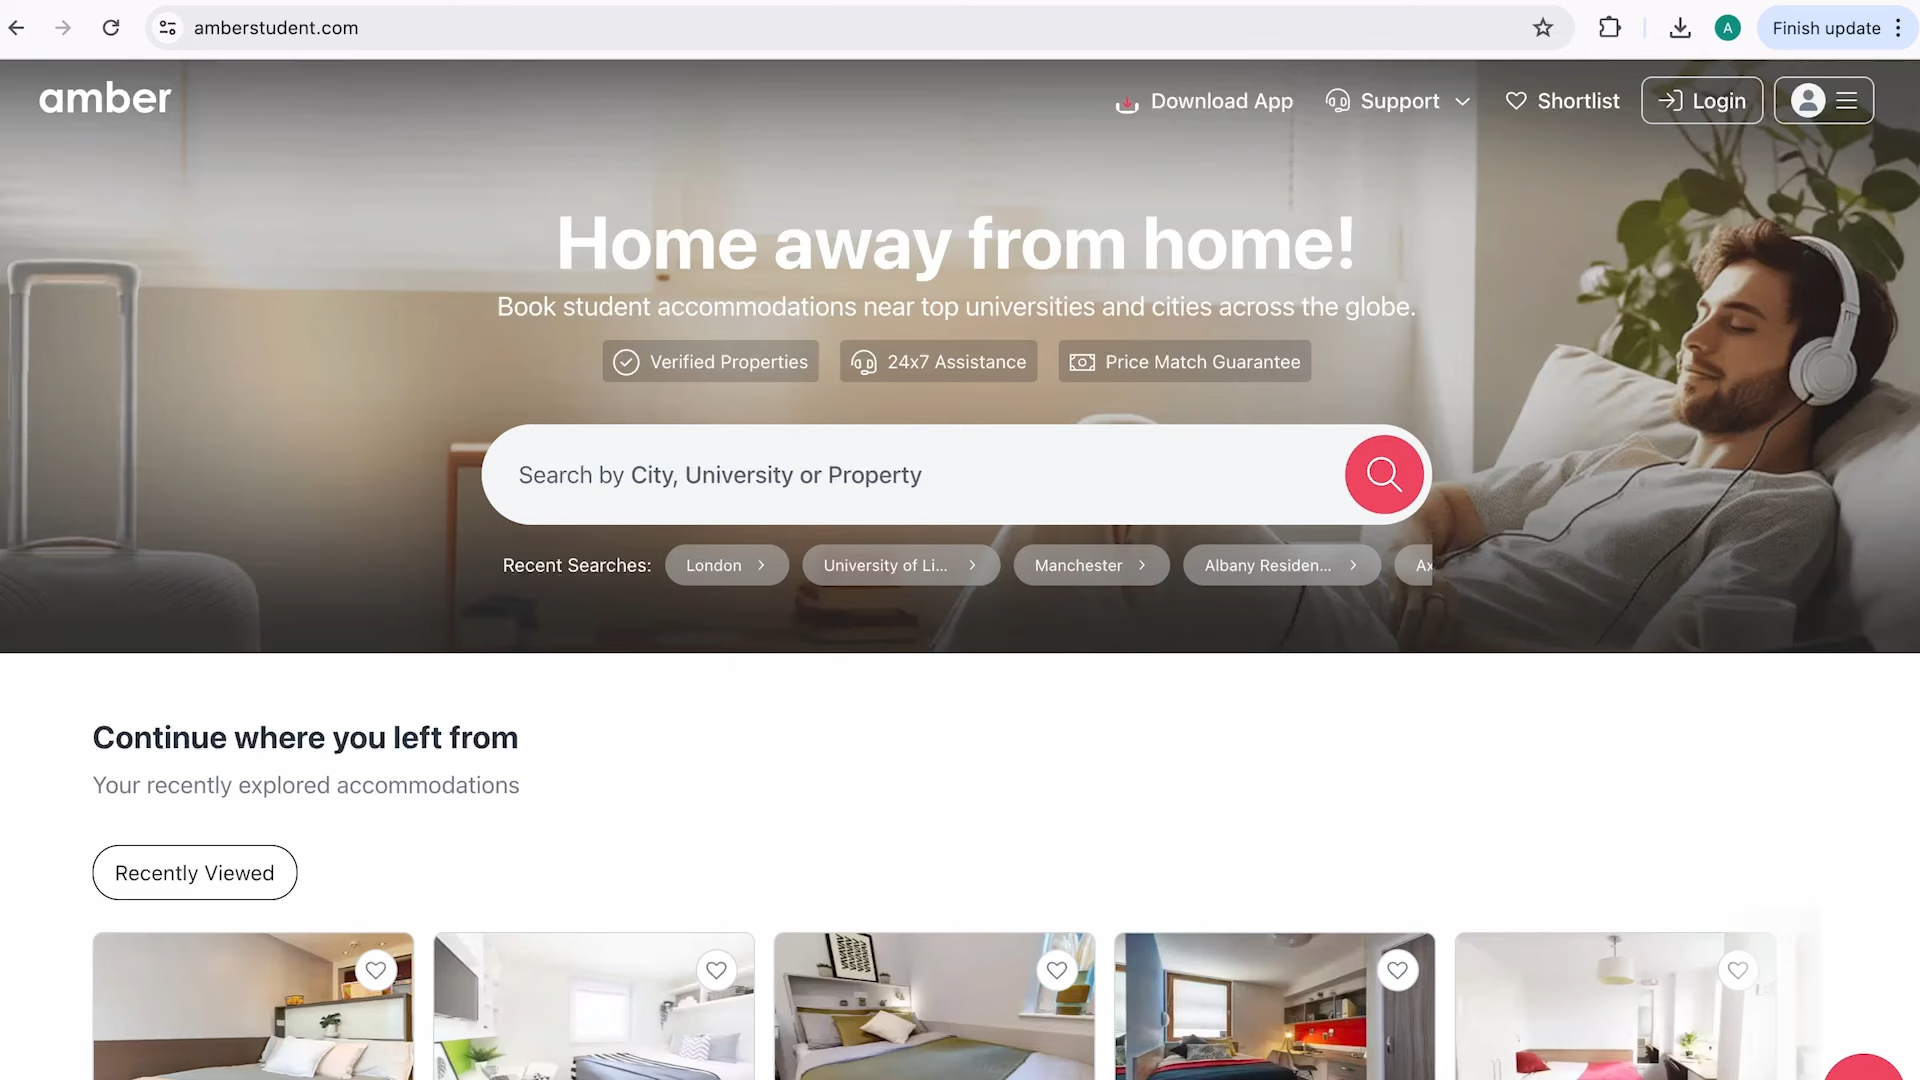 amberstudent.com
A
Finish update
amber
Download App
Support
Shortlist
Login
Home away from home!
Book student accommodations near top universities and cities across the globe.
Verified Properties
24x7 Assistance
Price Match Guarantee
Search by City, University or Property
Recent Searches:
London
University of Li...
Manchester
Albany Residen...
Ax
Continue where you left from
Your recently explored accommodations
Recently Viewed